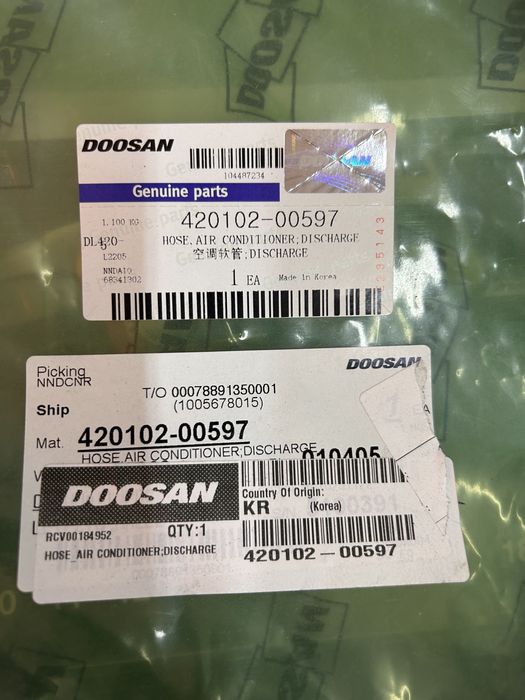 DOOSAN
104487234
Genuine parts
1.100 KG
420102-00597
DL420-
HOSE, AIR CONDITIONER;DISCHARGE
L2205
空调软管;DISCHARGE
NNDA19
68341302
1 EA Made in Korea
DOOSAN
Picking
NNDCNR
T/O 00078891350001
Ship
(1005678015)
Mat. 420102-00597
HOSE,AIR CONDITIONER;DISCHARGE
010405
DOOSAN
Country Of Origin:
KR (Korea)
RCV00184952 QTY:1
HOSE_AIR CONDITIONER;DISCHARGE
420102-00597